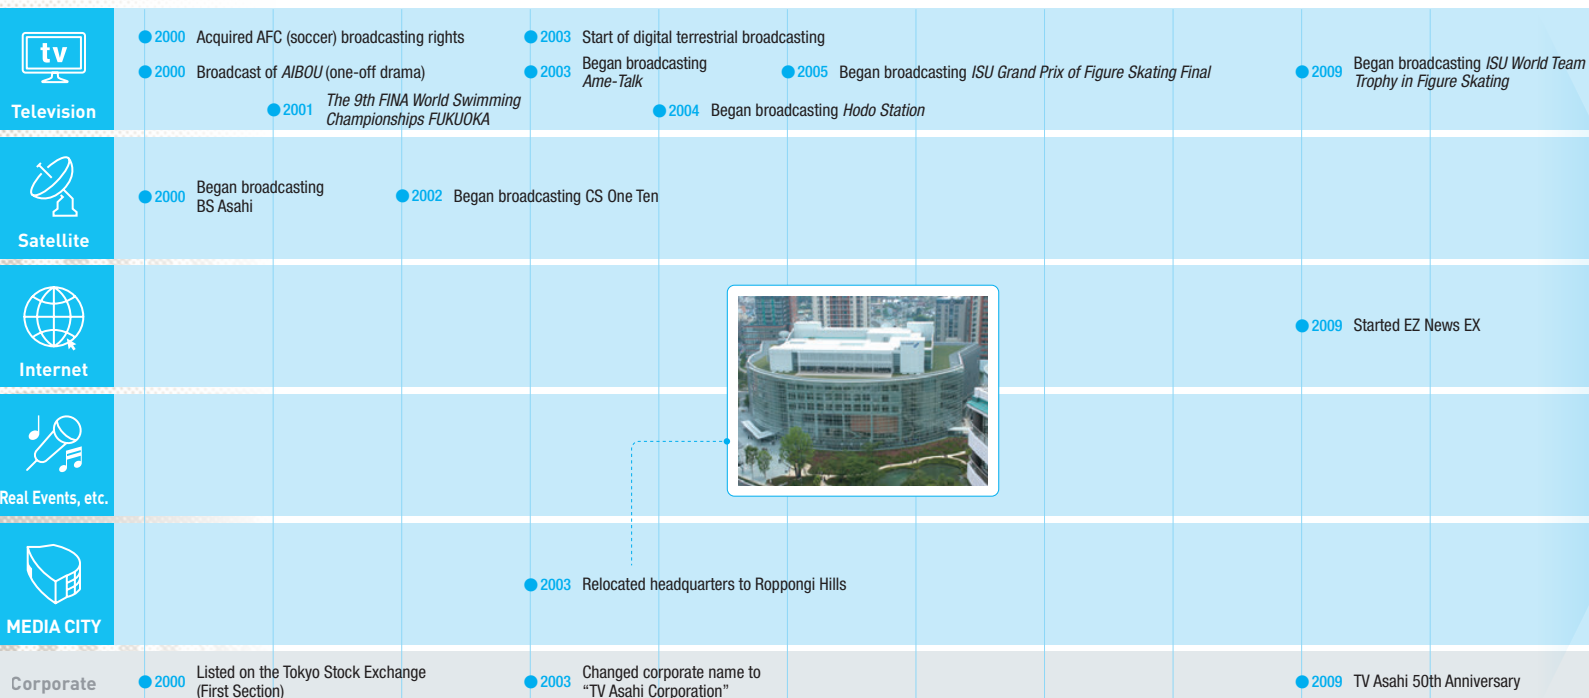 tv
Television
2000 Acquired AFC (soccer) broadcasting rights
2003 Start of digital terrestrial broadcasting
2000 Broadcast of AIBOU (one-off drama)
2003 Began broadcasting
Ame-Talk
2005 Began broadcasting ISU Grand Prix of Figure Skating Final
2009 Began broadcasting ISU World Team
Trophy in Figure Skating
2001 The 9th FINA World Swimming
Championships FUKUOKA
2004 Began broadcasting Hodo Station
Satellite
2000 Began broadcasting
BS Asahi
2002 Began broadcasting CS One Ten
Internet
2009 Started EZ News EX
Real Events, etc.
MEDIA CITY
2003 Relocated headquarters to Roppongi Hills
Corporate
2000 Listed on the Tokyo Stock Exchange
(First Section)
2003 Changed corporate name to
“TV Asahi Corporation”
2009 TV Asahi 50th Anniversary